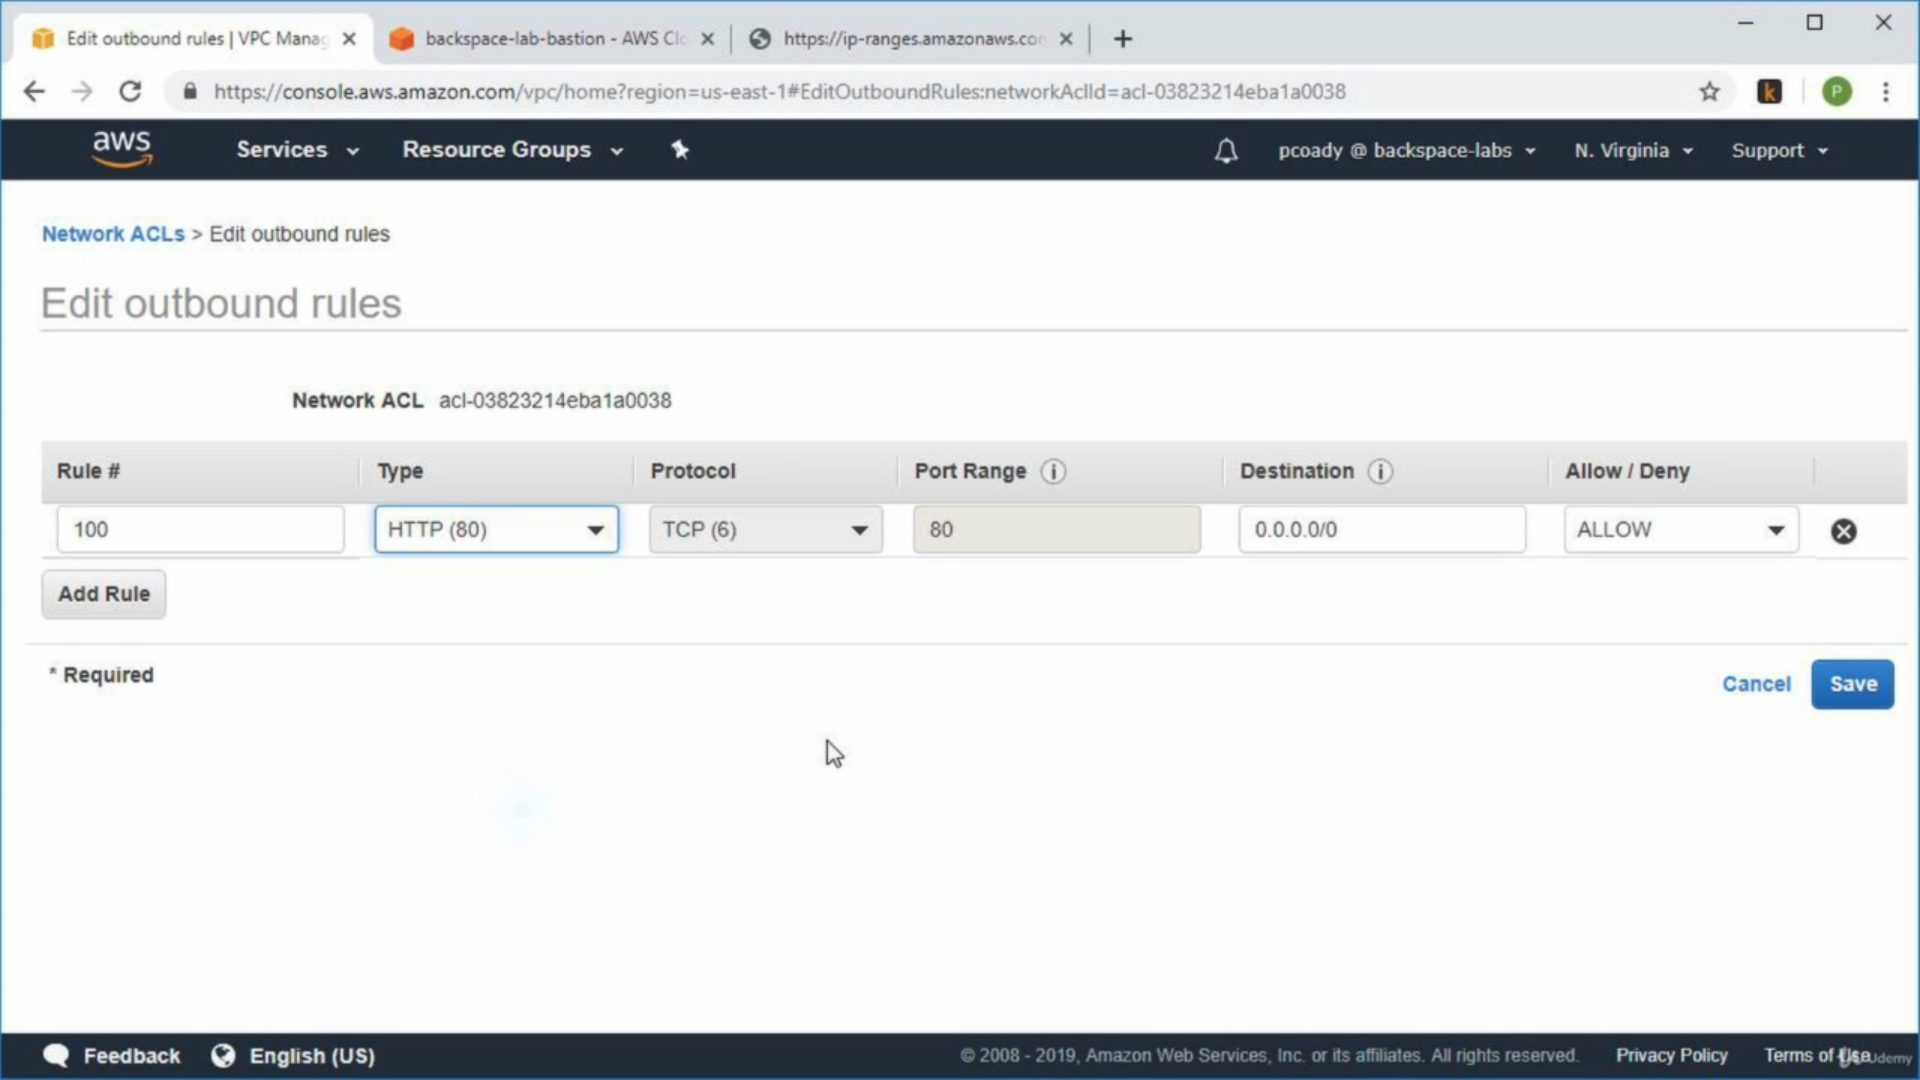 Edit outbound rules | VPC Manag
backspace-lab-bastion - AWS Clo
https://ip-ranges.amazonaws.com
https://console.aws.amazon.com/vpc/home?region=us-east-1#EditOutboundRules:networkAclId=acl-03823214eba1a0038
k
P
aws
Services
Resource Groups
pcoady @ backspace-labs
N. Virginia
Support
Network ACLs > Edit outbound rules
Edit outbound rules
Network ACL acl-03823214eba1a0038
Rule # Type Protocol Port Range i Destination i Allow / Deny
100 HTTP (80) TCP (6) 80 0.0.0.0/0 ALLOW
Add Rule
* Required
Cancel
Save
Feedback
English (US)
© 2008 - 2019, Amazon Web Services, Inc. or its affiliates. All rights reserved.
Privacy Policy
Terms of Use
Udemy